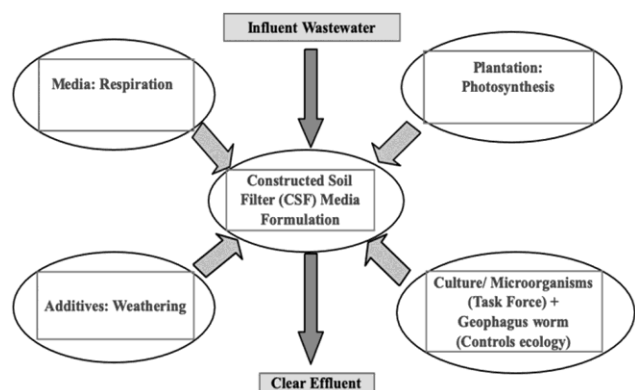 Influent Wastewater
Media: Respiration
Plantation:
Photosynthesis
Constructed Soil
Filter (CSF) Media
Formulation
Additives: Weathering
Culture/ Microorganisms
(Task Force) +
Geophagus worm
(Controls ecology)
Clear Effluent